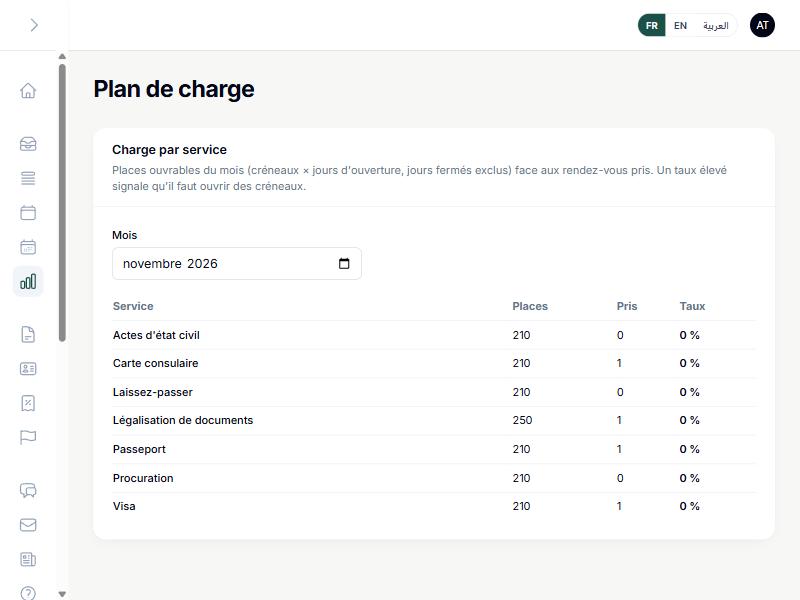 FR EN العربية AT
Plan de charge
Charge par service
Places ouvrables du mois (créneaux × jours d'ouverture, jours fermés exclus) face aux rendez-vous pris. Un taux élevé
signale qu'il faut ouvrir des créneaux.
Mois
novembre 2026
Service Places Pris Taux
Actes d'état civil 210 0 0 %
Carte consulaire 210 1 0 %
Laissez-passer 210 0 0 %
Légalisation de documents 250 1 0 %
Passeport 210 1 0 %
Procuration 210 0 0 %
Visa 210 1 0 %